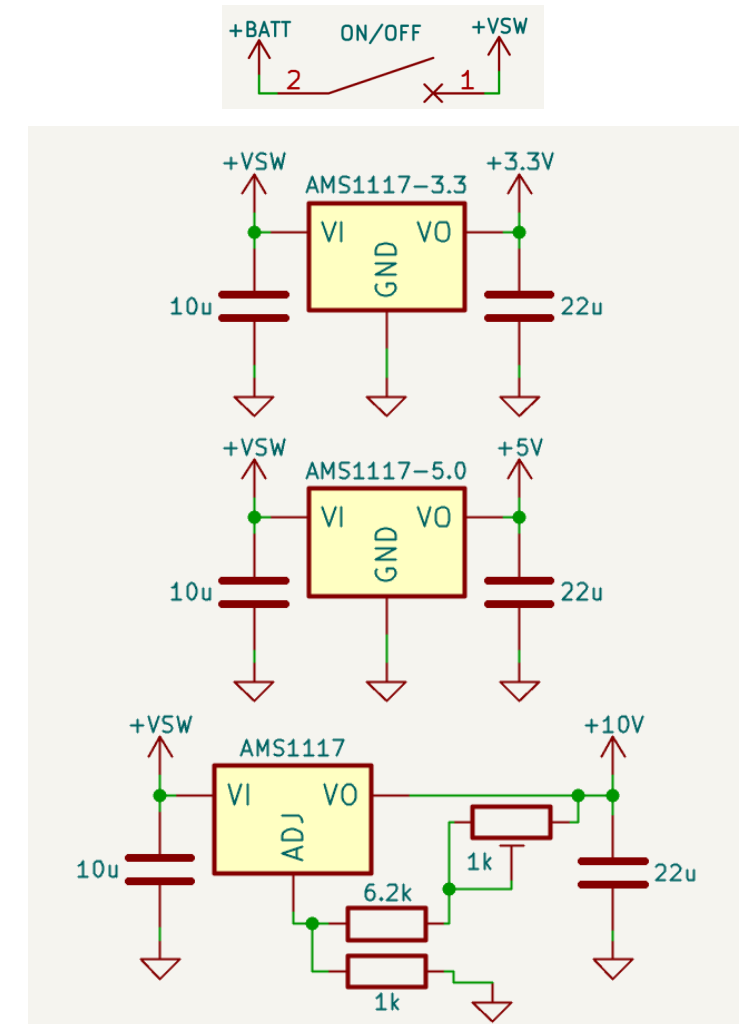 +BATT
ON/OFF
+VSW
2
1
+VSW
AMS1117-3.3
+3.3V
VI
VO
GND
10u
22u
+VSW
AMS1117-5.0
+5V
VI
VO
GND
10u
22u
+VSW
AMS1117
+10V
VI
VO
ADJ
10u
1k
22u
6.2k
1k